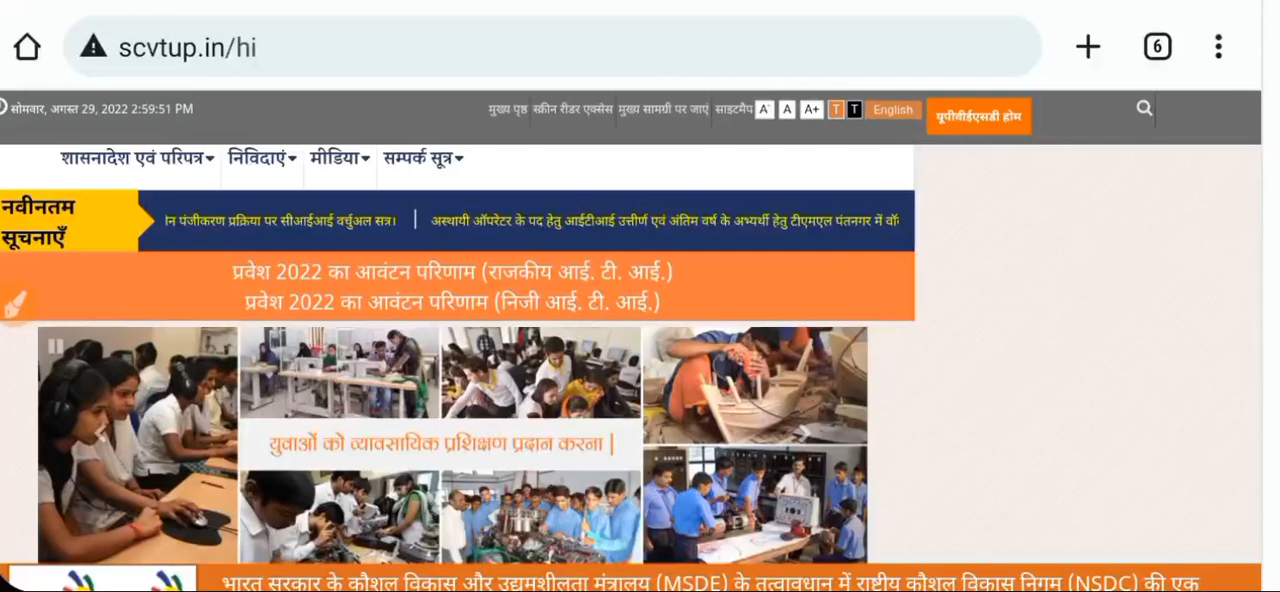 scvtup.in/hi
6
सोमवार, अगस्त 29, 2022 2:59:51 PM
मुख्य पृष्ठ स्क्रीन रीडर एक्सेस मुख्य सामग्री पर जाएं साइटमैप A- A A+ T T English यूपीवीईएसडी होम
शासनादेश एवं परिपत्र निविदाएं मीडिया सम्पर्क सूत्र
नवीनतम
सूचनाएँ
पंजीकरण प्रक्रिया पर सीआईआई वर्चुअल सत्र। | अस्थायी ऑपरेटर के पद हेतु आईटीआई उत्तीर्ण एवं अंतिम वर्ष के अभ्यर्थी हेतु टीएमएल पंतनगर में
प्रवेश 2022 का आवंटन परिणाम (राजकीय आई. टी. आई.)
प्रवेश 2022 का आवंटन परिणाम (निजी आई. टी. आई.)
युवाओं को व्यावसायिक प्रशिक्षण प्रदान करना |
भारत सरकार के कौशल विकास और उद्यमशीलता मंत्रालय (MSDE) के तत्वावधान में राष्ट्रीय कौशल विकास निगम (NSDC) की एक